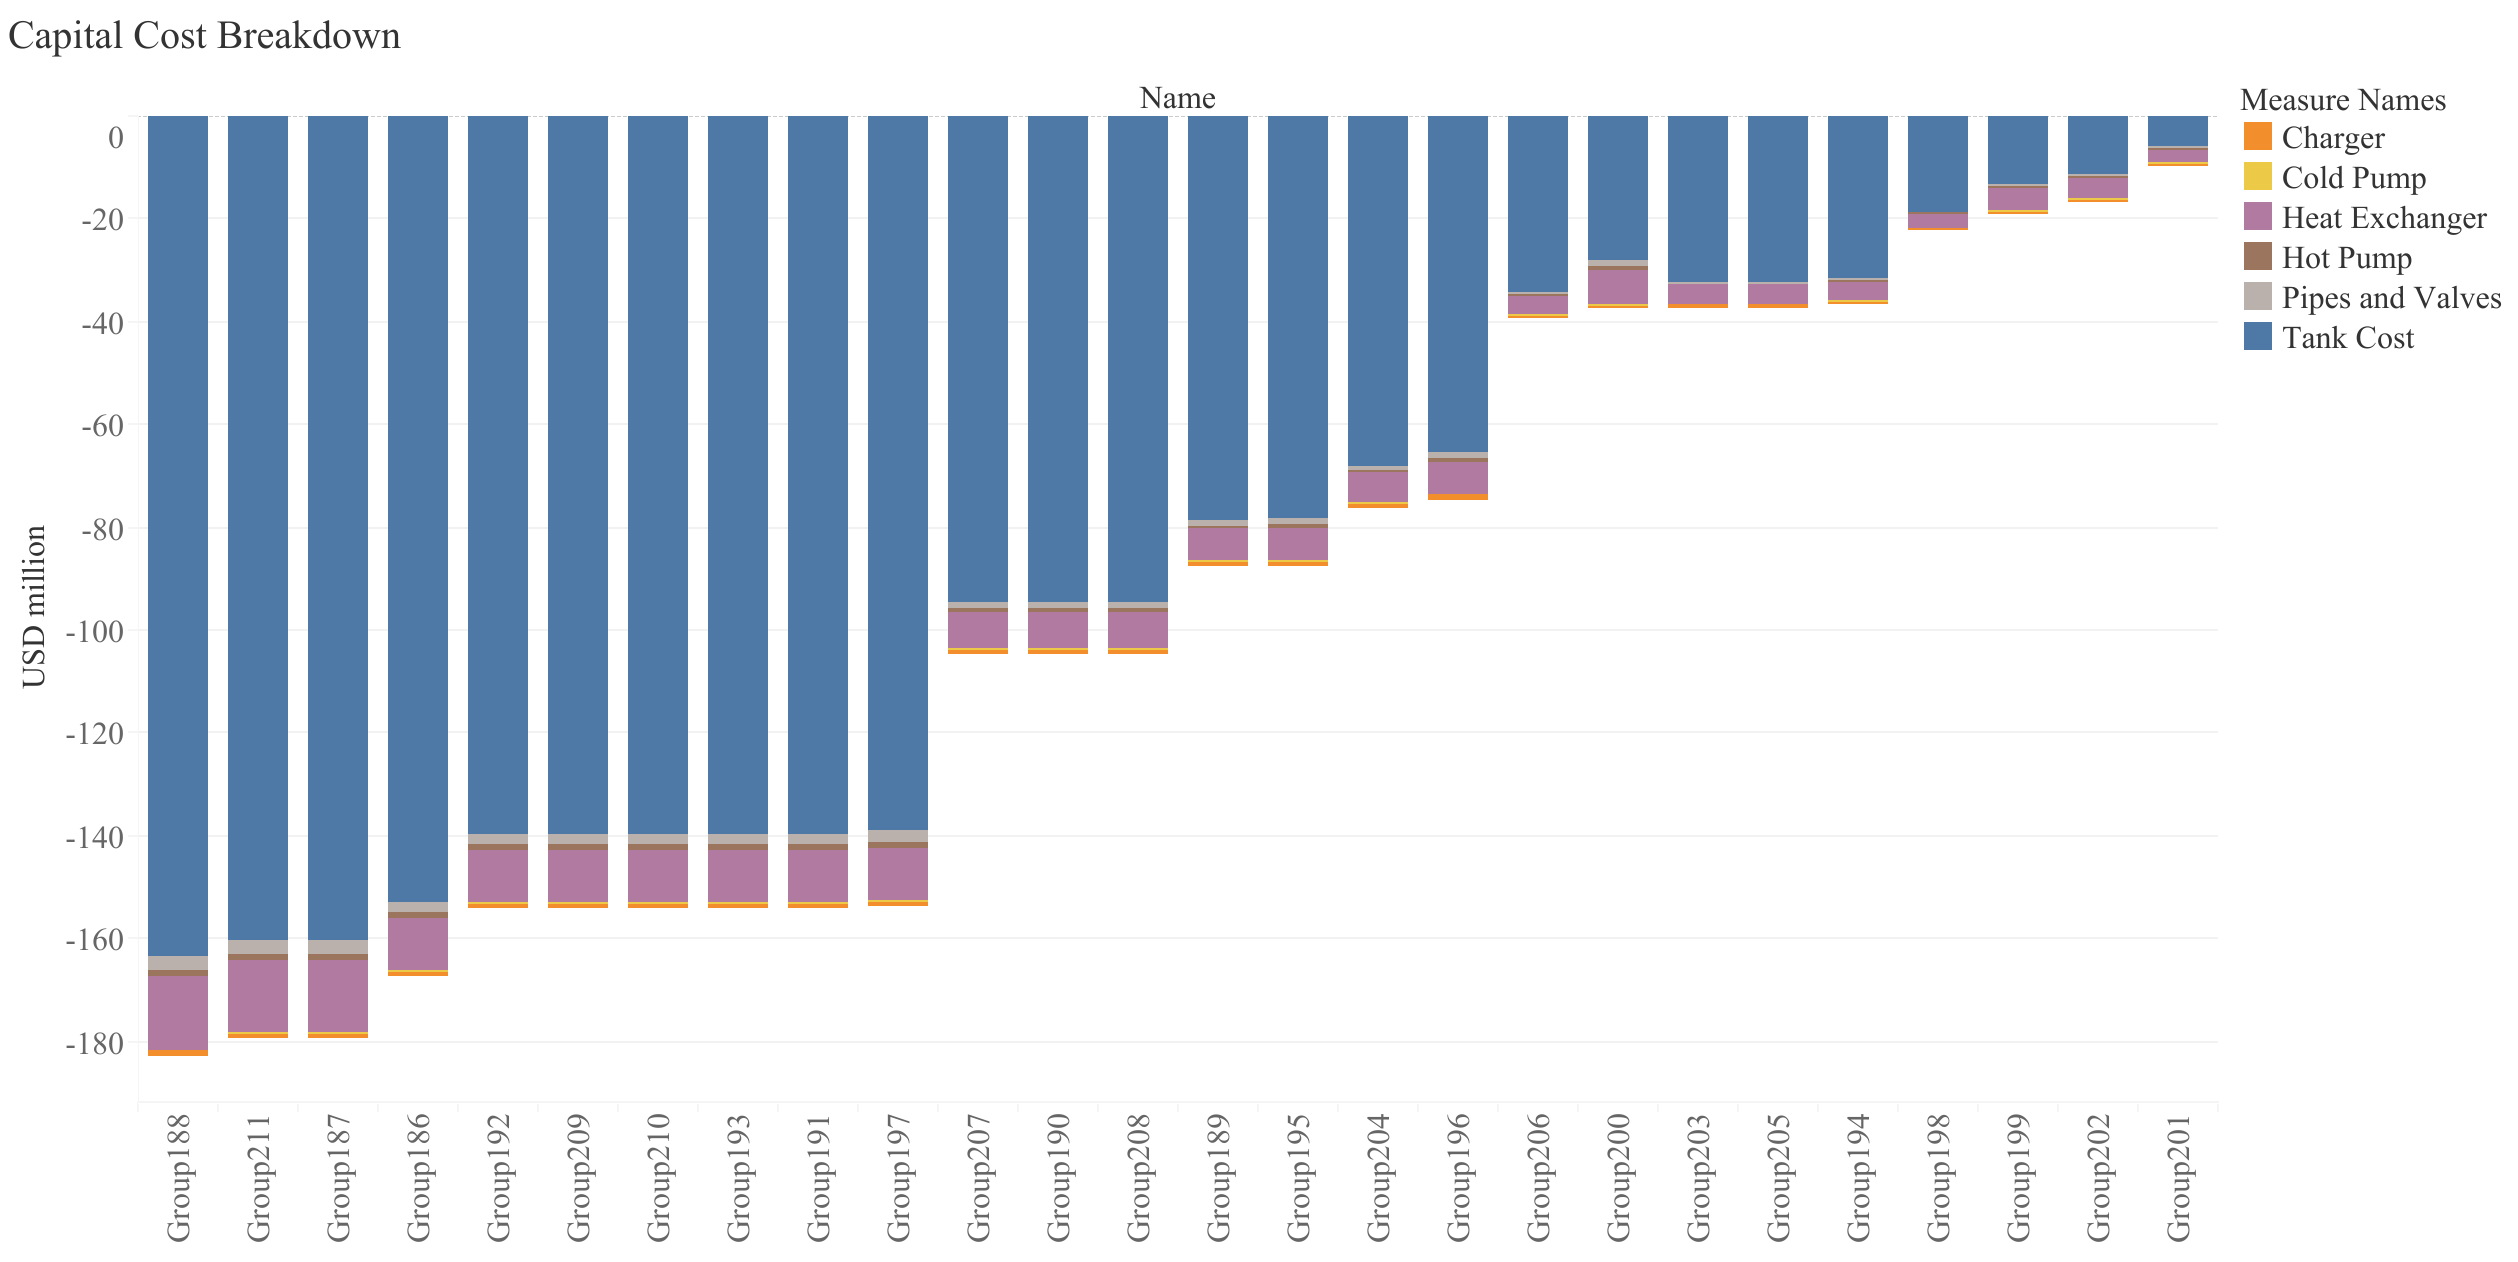 Capital Cost Breakdown
Name
USD million
0
-20
-40
-60
-80
-100
-120
-140
-160
-180
Group188
Group211
Group187
Group186
Group192
Group209
Group210
Group193
Group191
Group197
Group207
Group190
Group208
Group189
Group195
Group204
Group196
Group206
Group200
Group203
Group205
Group194
Group198
Group199
Group202
Group201
Measure Names
Charger
Cold Pump
Heat Exchanger
Hot Pump
Pipes and Valves
Tank Cost